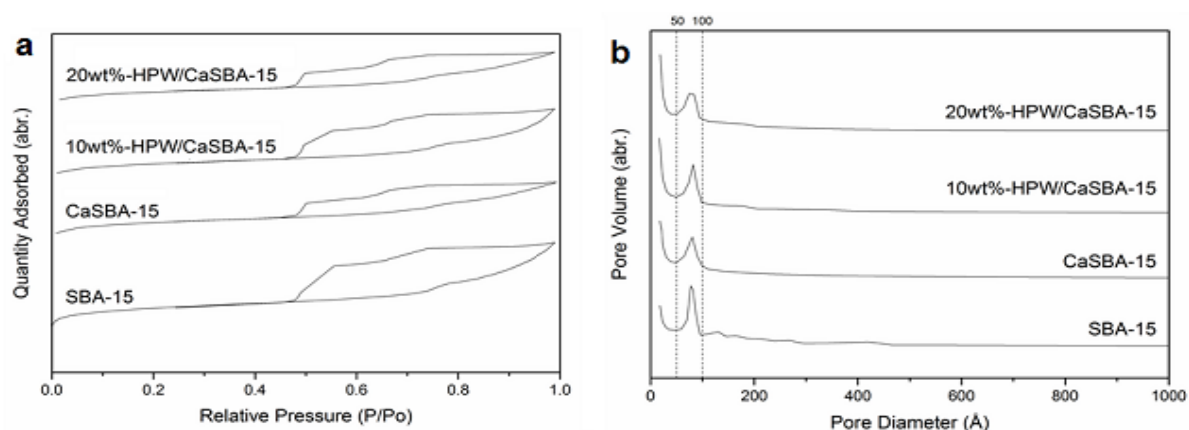 a
Quantity Adsorbed (abr.)
20wt%-HPW/CaSBA-15
10wt%-HPW/CaSBA-15
CaSBA-15
SBA-15
0.0 0.2 0.4 0.6 0.8 1.0
Relative Pressure (P/Po)
b
50 100
Pore Volume (abr.)
20wt%-HPW/CaSBA-15
10wt%-HPW/CaSBA-15
CaSBA-15
SBA-15
0 200 400 600 800 1000
Pore Diameter (Å)